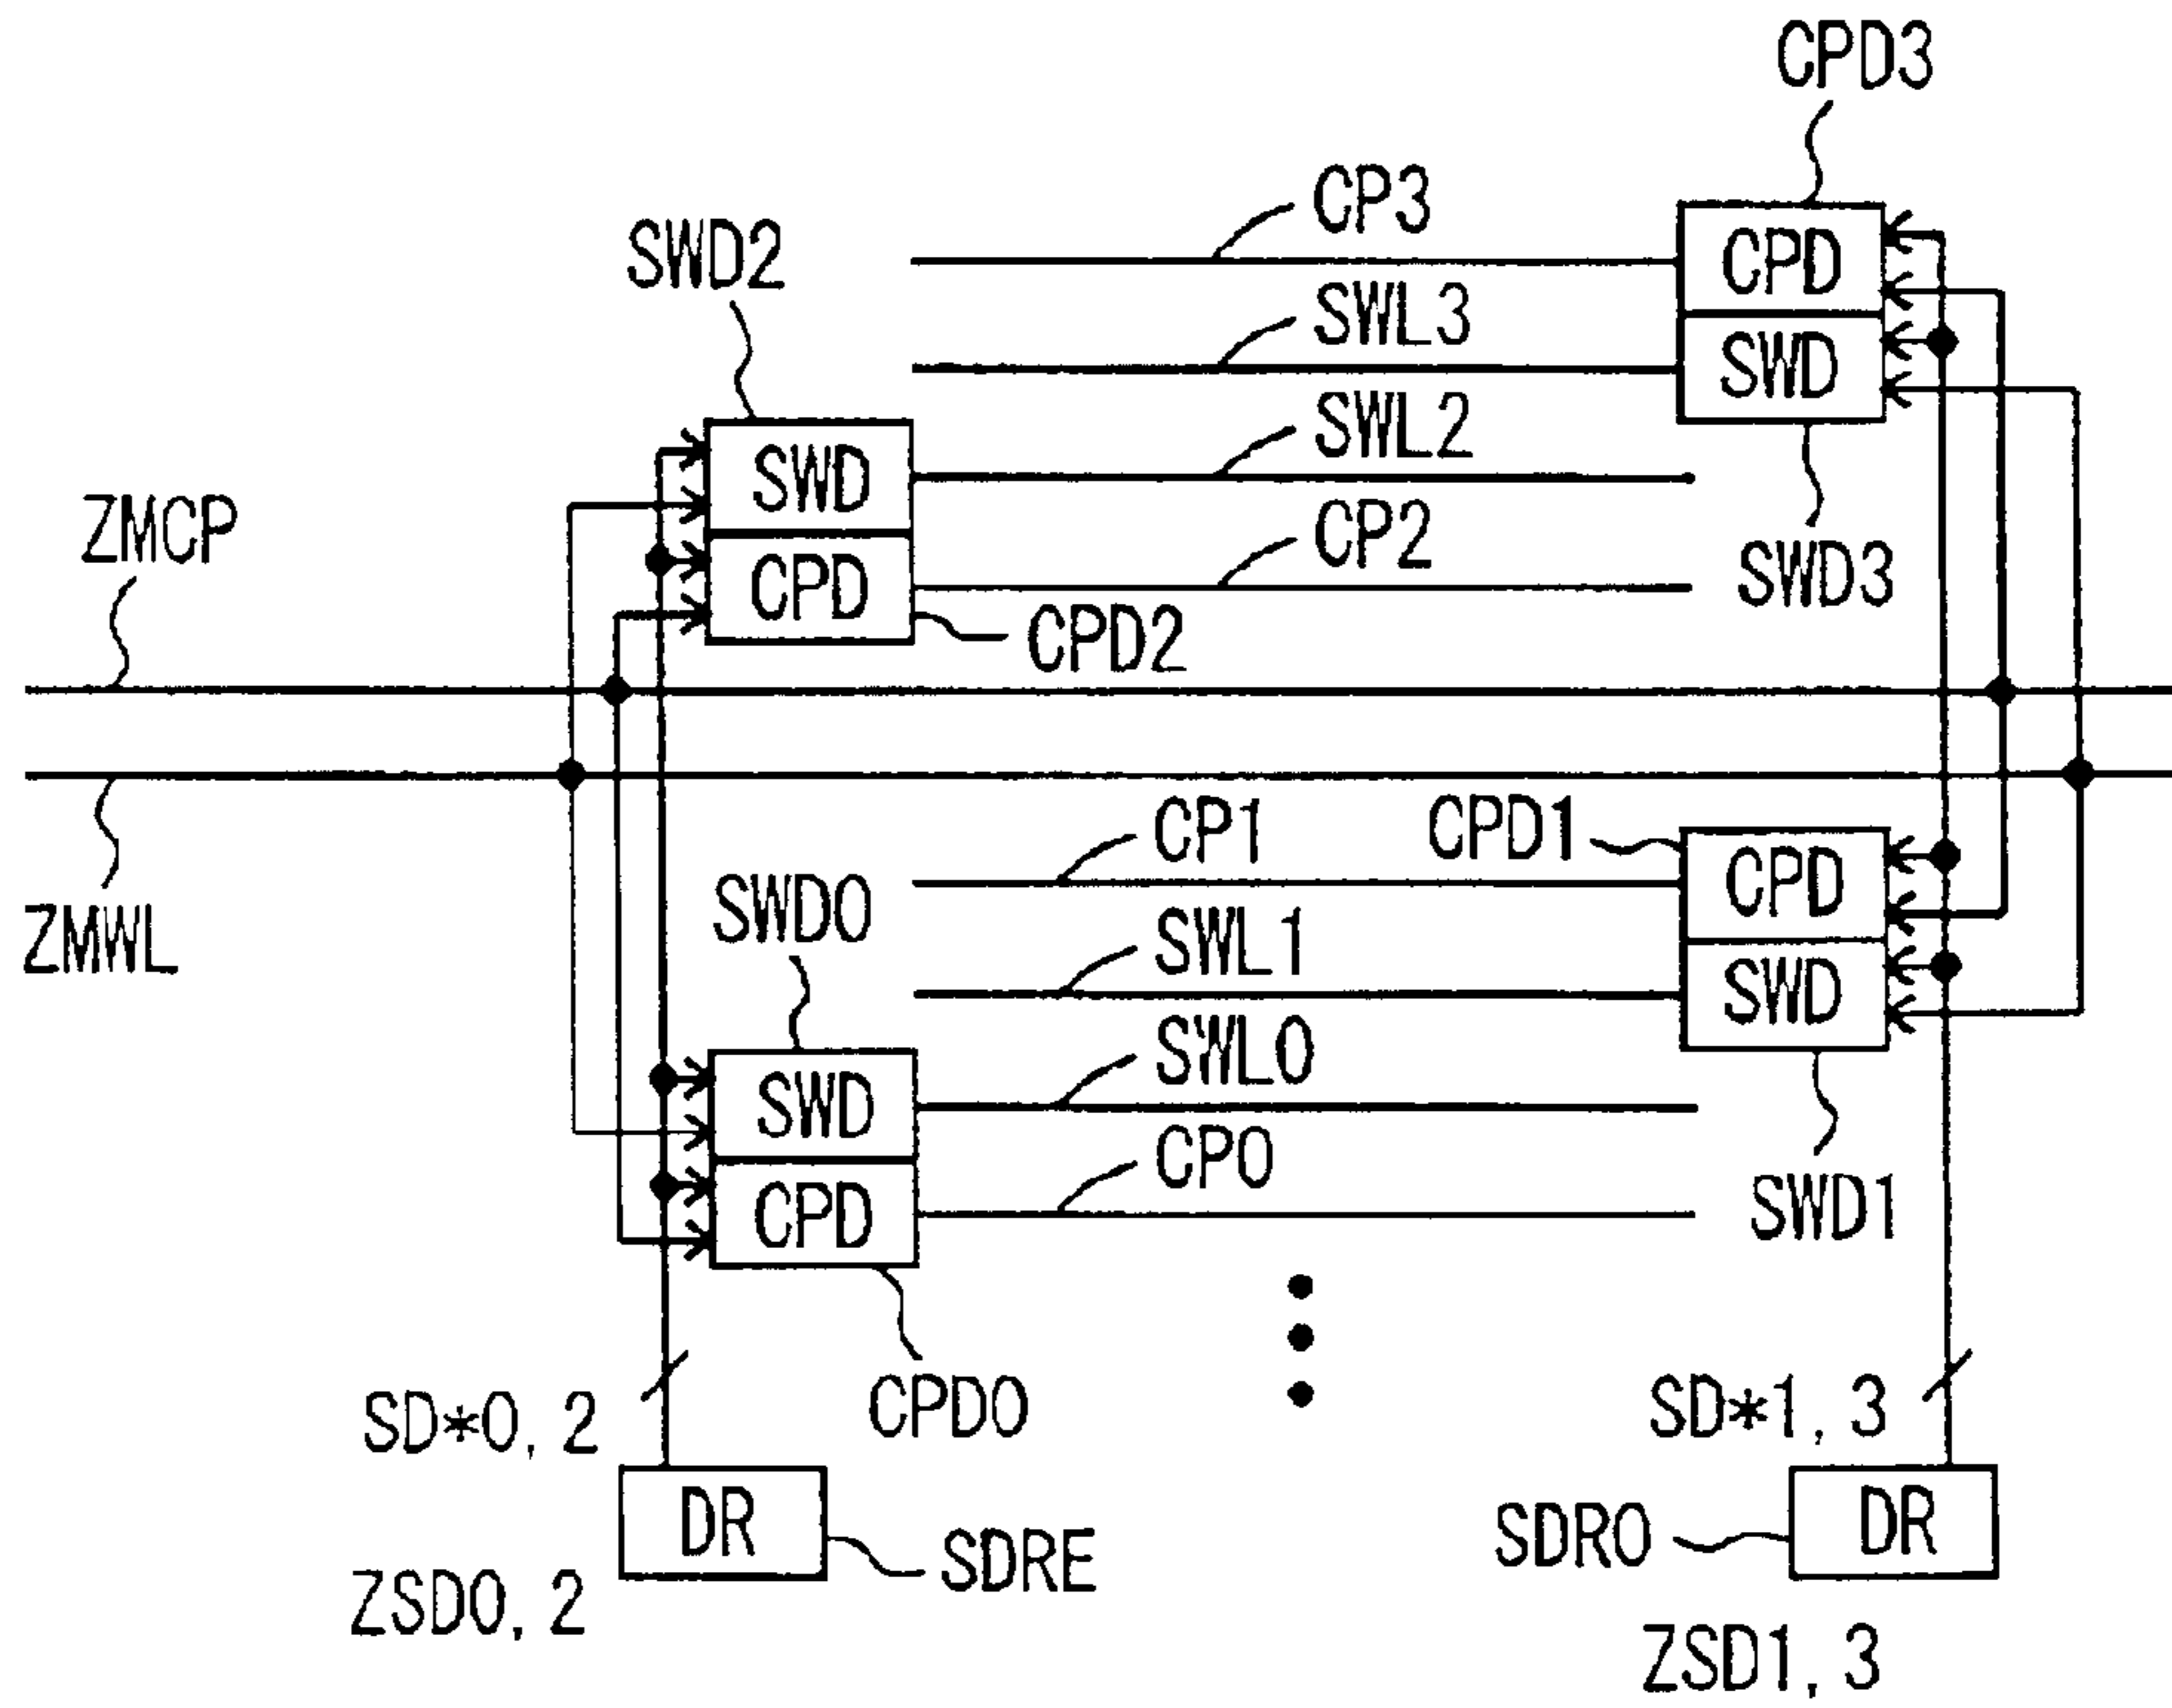 CPD3
CP3
CPD
SWD2
SWL3
SWD
SWL2
SWD
ZMCP
CP2
SWD3
CPD
CPD2
CP1
CPD1
CPD
SWD0
ZMWL
SWL1
SWD
SWL0
SWD
CP0
SWD1
CPD
CPD0
SD*0, 2
SD*1, 3
DR
SDRE
SDRO
DR
ZSD0, 2
ZSD1, 3